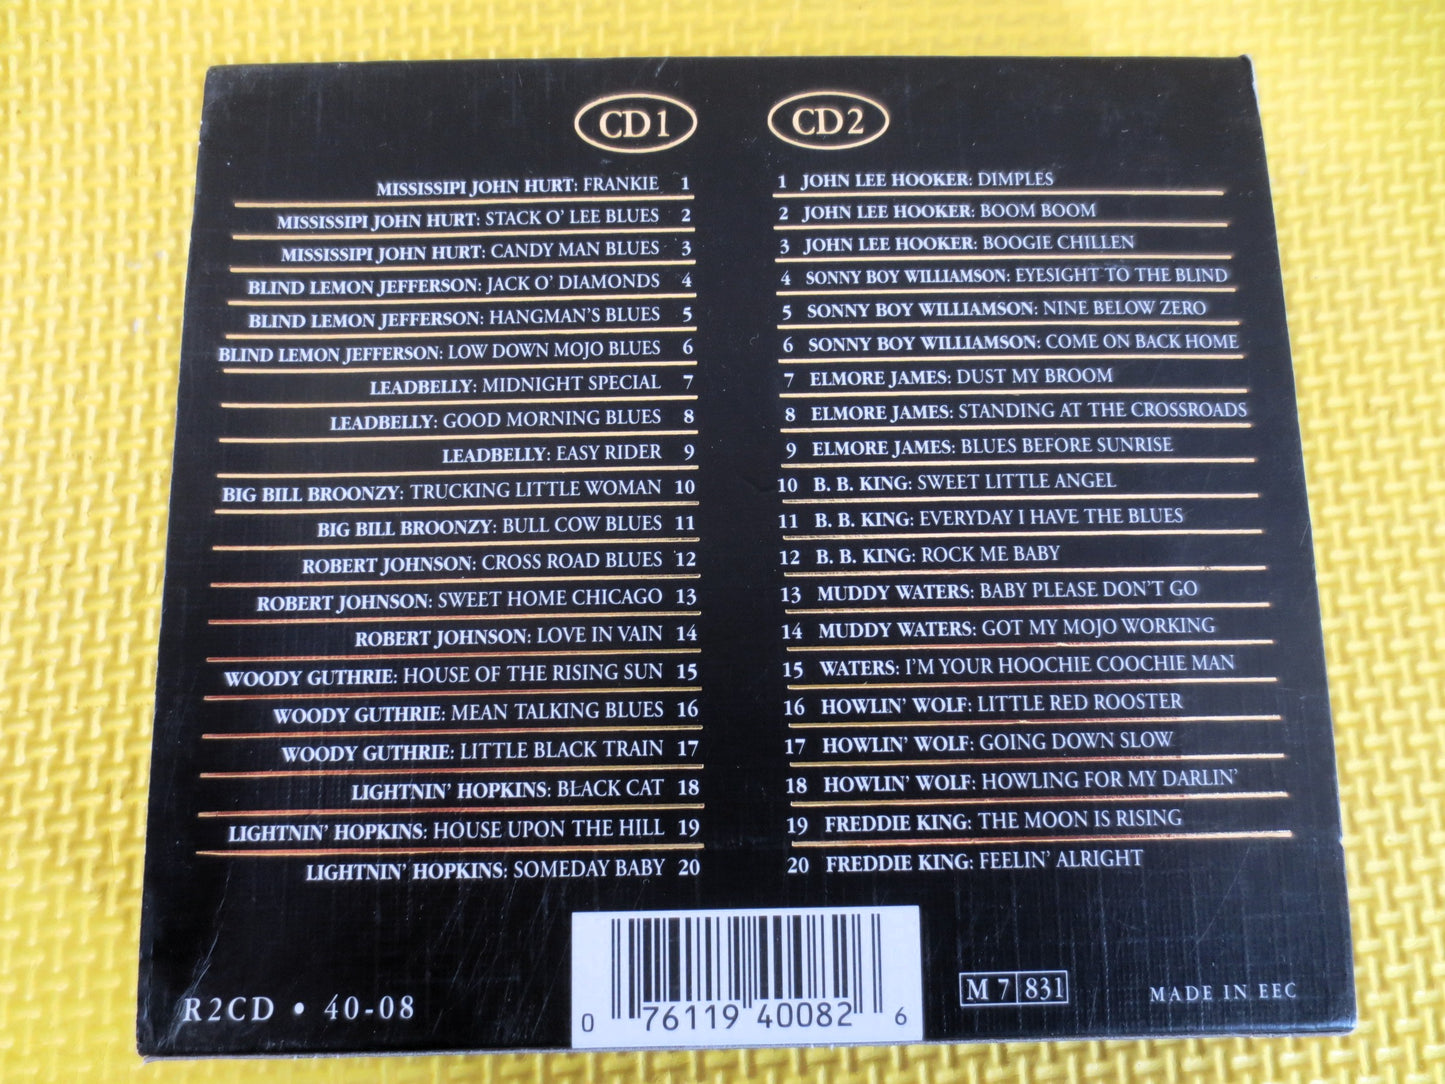 CD 1
MISSISSIPI JOHN HURT: FRANKIE 1
MISSISSIPI JOHN HURT: STACK O' LEE BLUES 2
MISSISSIPI JOHN HURT: CANDY MAN BLUES 3
BLIND LEMON JEFFERSON: JACK O' DIAMONDS 4
BLIND LEMON JEFFERSON: HANGMAN'S BLUES 5
BLIND LEMON JEFFERSON: LOW DOWN MOJO BLUES 6
LEADBELLY: MIDNIGHT SPECIAL 7
LEADBELLY: GOOD MORNING BLUES 8
LEADBELLY: EASY RIDER 9
BIG BILL BROONZY: TRUCKING LITTLE WOMAN 10
BIG BILL BROONZY: BULL COW BLUES 11
ROBERT JOHNSON: CROSS ROAD BLUES 12
ROBERT JOHNSON: SWEET HOME CHICAGO 13
ROBERT JOHNSON: LOVE IN VAIN 14
WOODY GUTHRIE: HOUSE OF THE RISING SUN 15
WOODY GUTHRIE: MEAN TALKING BLUES 16
WOODY GUTHRIE: LITTLE BLACK TRAIN 17
LIGHTNIN' HOPKINS: BLACK CAT 18
LIGHTNIN' HOPKINS: HOUSE UPON THE HILL 19
LIGHTNIN' HOPKINS: SOMEDAY BABY 20
CD 2
1 JOHN LEE HOOKER: DIMPLES
2 JOHN LEE HOOKER: BOOM BOOM
3 JOHN LEE HOOKER: BOOGIE CHILLEN
4 SONNY BOY WILLIAMSON: EYESIGHT TO THE BLIND
5 SONNY BOY WILLIAMSON: NINE BELOW ZERO
6 SONNY BOY WILLIAMSON: COME ON BACK HOME
7 ELMORE JAMES: DUST MY BROOM
8 ELMORE JAMES: STANDING AT THE CROSSROADS
9 ELMORE JAMES: BLUES BEFORE SUNRISE
10 B. B. KING: SWEET LITTLE ANGEL
11 B. B. KING: EVERYDAY I HAVE THE BLUES
12 B. B. KING: ROCK ME BABY
13 MUDDY WATERS: BABY PLEASE DON'T GO
14 MUDDY WATERS: GOT MY MOJO WORKING
15 WATERS: I'M YOUR HOOCHIE COOCHIE MAN
16 HOWLIN' WOLF: LITTLE RED ROOSTER
17 HOWLIN' WOLF: GOING DOWN SLOW
18 HOWLIN' WOLF: HOWLING FOR MY DARLIN'
19 FREDDIE KING: THE MOON IS RISING
20 FREDDIE KING: FEELIN' ALRIGHT
R2CD • 40-08
0 76119 40082 6
M 7 831
MADE IN EEC